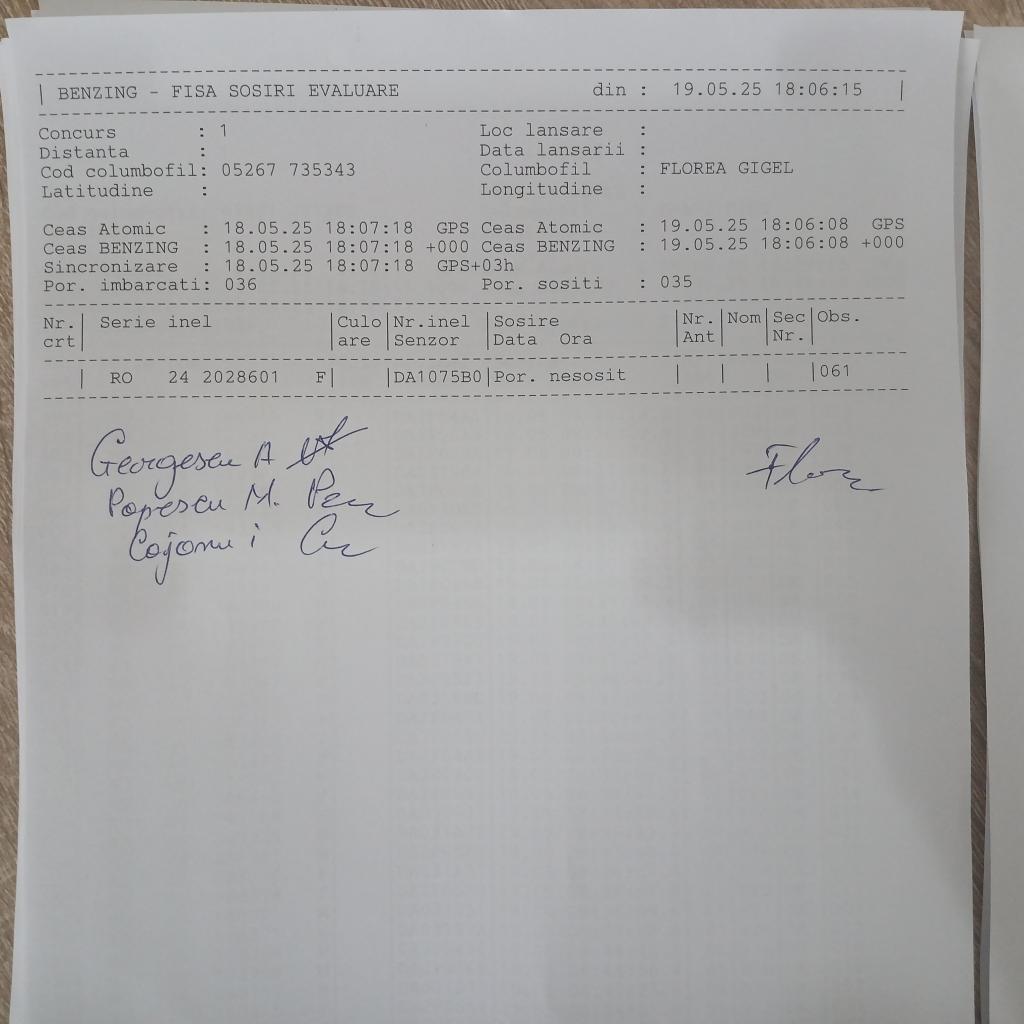 BENZING - FISA SOSIRI EVALUARE din : 19.05.25 18:06:15
Concurs : 1 Loc lansare :
Distanta : Data lansarii :
Cod columbofil: 05267 735343 Columbofil : FLOREA GIGEL
Latitudine : Longitudine :
Ceas Atomic : 18.05.25 18:07:18 GPS Ceas Atomic : 19.05.25 18:06:08 GPS
Ceas BENZING : 18.05.25 18:07:18 +000 Ceas BENZING : 19.05.25 18:06:08 +000
Sincronizare : 18.05.25 18:07:18 GPS+03h
Por. imbarcati: 036 Por. sositi : 035
Nr.| Serie inel |Culo|Nr.inel |Sosire |Nr.|Nom|Sec|Obs.
crt| |are |Senzor |Data Ora |Ant| |Nr.|
| RO 24 2028601 F| |DA1075B0|Por. nesosit | | | |061
Georgescu A
Popescu M.